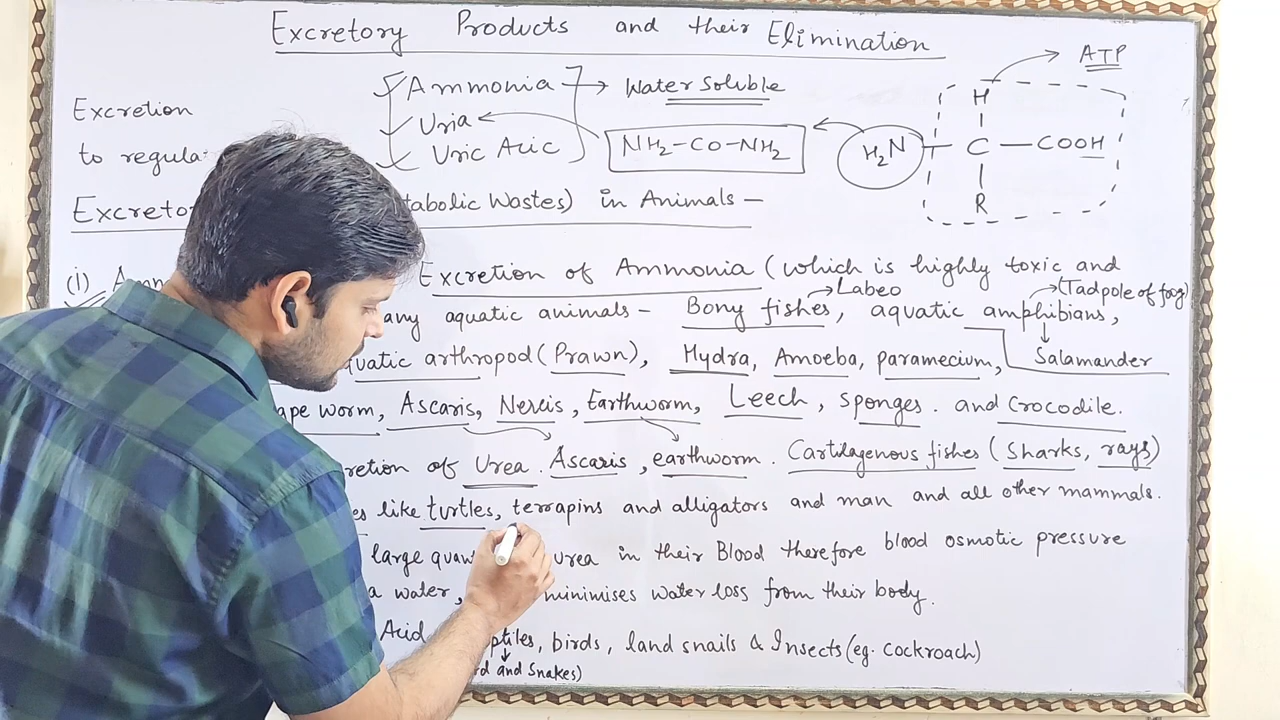 Excretory Products and their Elimination
Ammonia → Water Soluble
ATP
Excretion
Uria
Uric Acid
NH₂-CO-NH₂
H₂N
H
C
COOH
R
to regula
Excreto
tabolic Wastes) in Animals -
(i) Amm
Excretion of Ammonia (which is highly toxic and
Labeo
(Tadpole of frog)
any aquatic animals - Bony fishes, aquatic amphibians,
uatic arthropod (Prawn), Hydra, Amoeba, paramecium,
Salamander
ape worm, Ascaris, Nereis, Earthworm, Leech, sponges. and Crocodile.
retion of Urea. Ascaris, earthworm. Cartilagenous fishes (Sharks, rays)
es like turtles, terrapins and alligators and man and all other mammals.
large quan urea in their Blood therefore blood osmotic pressure
a water, minimises water loss from their body.
Acid ptiles, birds, land snails & Insects (eg. cockroach)
rd and Snakes)